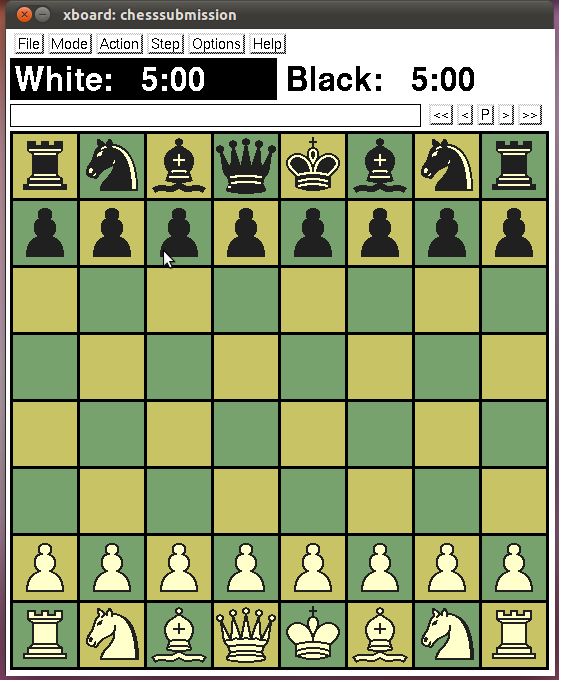 xboard: chesssubmission
File Mode Action Step Options Help
White: 5:00 Black: 5:00
<< < P > >>